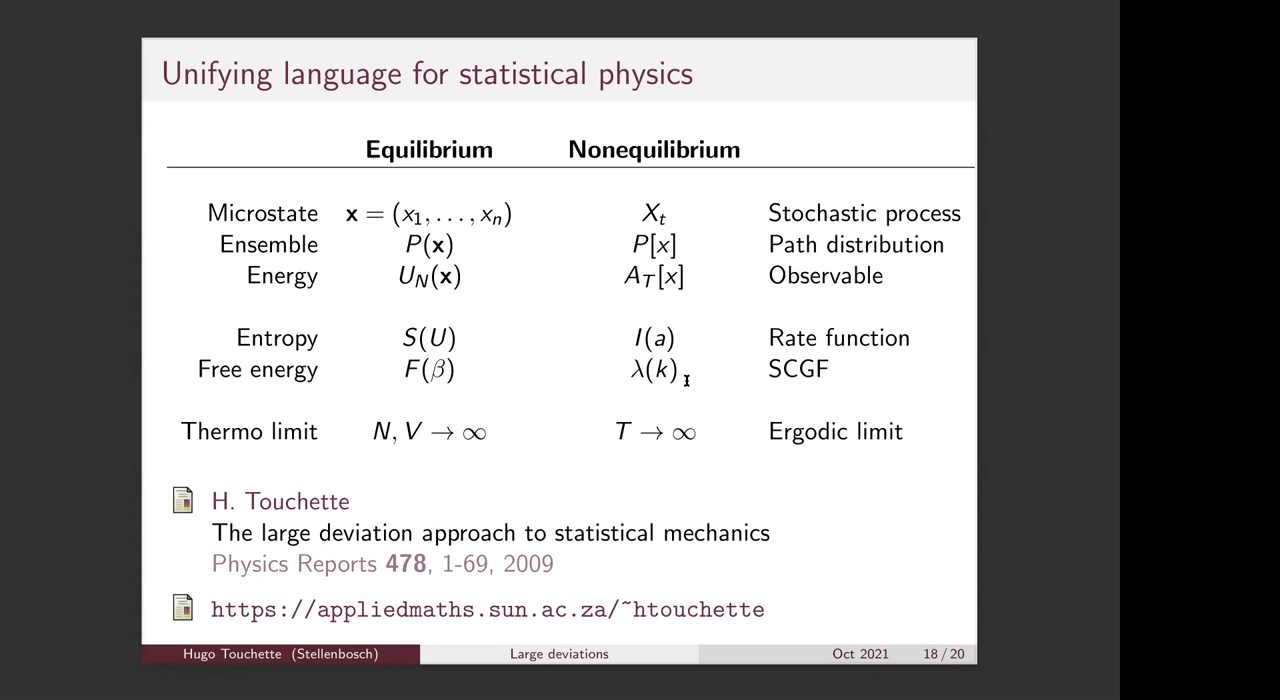 Unifying language for statistical physics
Equilibrium Nonequilibrium
Microstate x = (x₁, . . . , xₙ) Xₜ Stochastic process
Ensemble P(x) P[x] Path distribution
Energy U_N(x) A_T[x] Observable
Entropy S(U) I(a) Rate function
Free energy F(β) λ(k) SCGF
Thermo limit N, V → ∞ T → ∞ Ergodic limit
H. Touchette
The large deviation approach to statistical mechanics
Physics Reports 478, 1-69, 2009
https://appliedmaths.sun.ac.za/~htouchette
Hugo Touchette (Stellenbosch) Large deviations Oct 2021 18 / 20